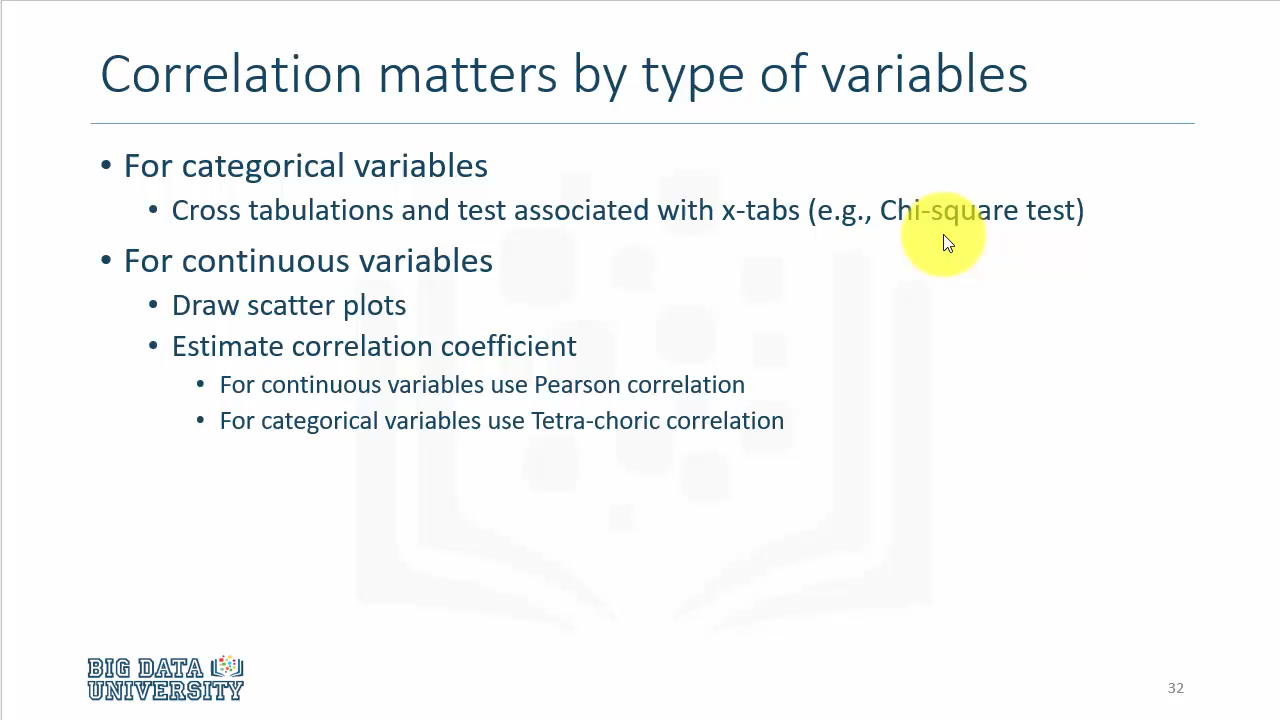 Correlation matters by type of variables
• For categorical variables
• Cross tabulations and test associated with x-tabs (e.g., Chi-square test)
• For continuous variables
• Draw scatter plots
• Estimate correlation coefficient
• For continuous variables use Pearson correlation
• For categorical variables use Tetra-choric correlation
BIG DATA
UNIVERSITY
32